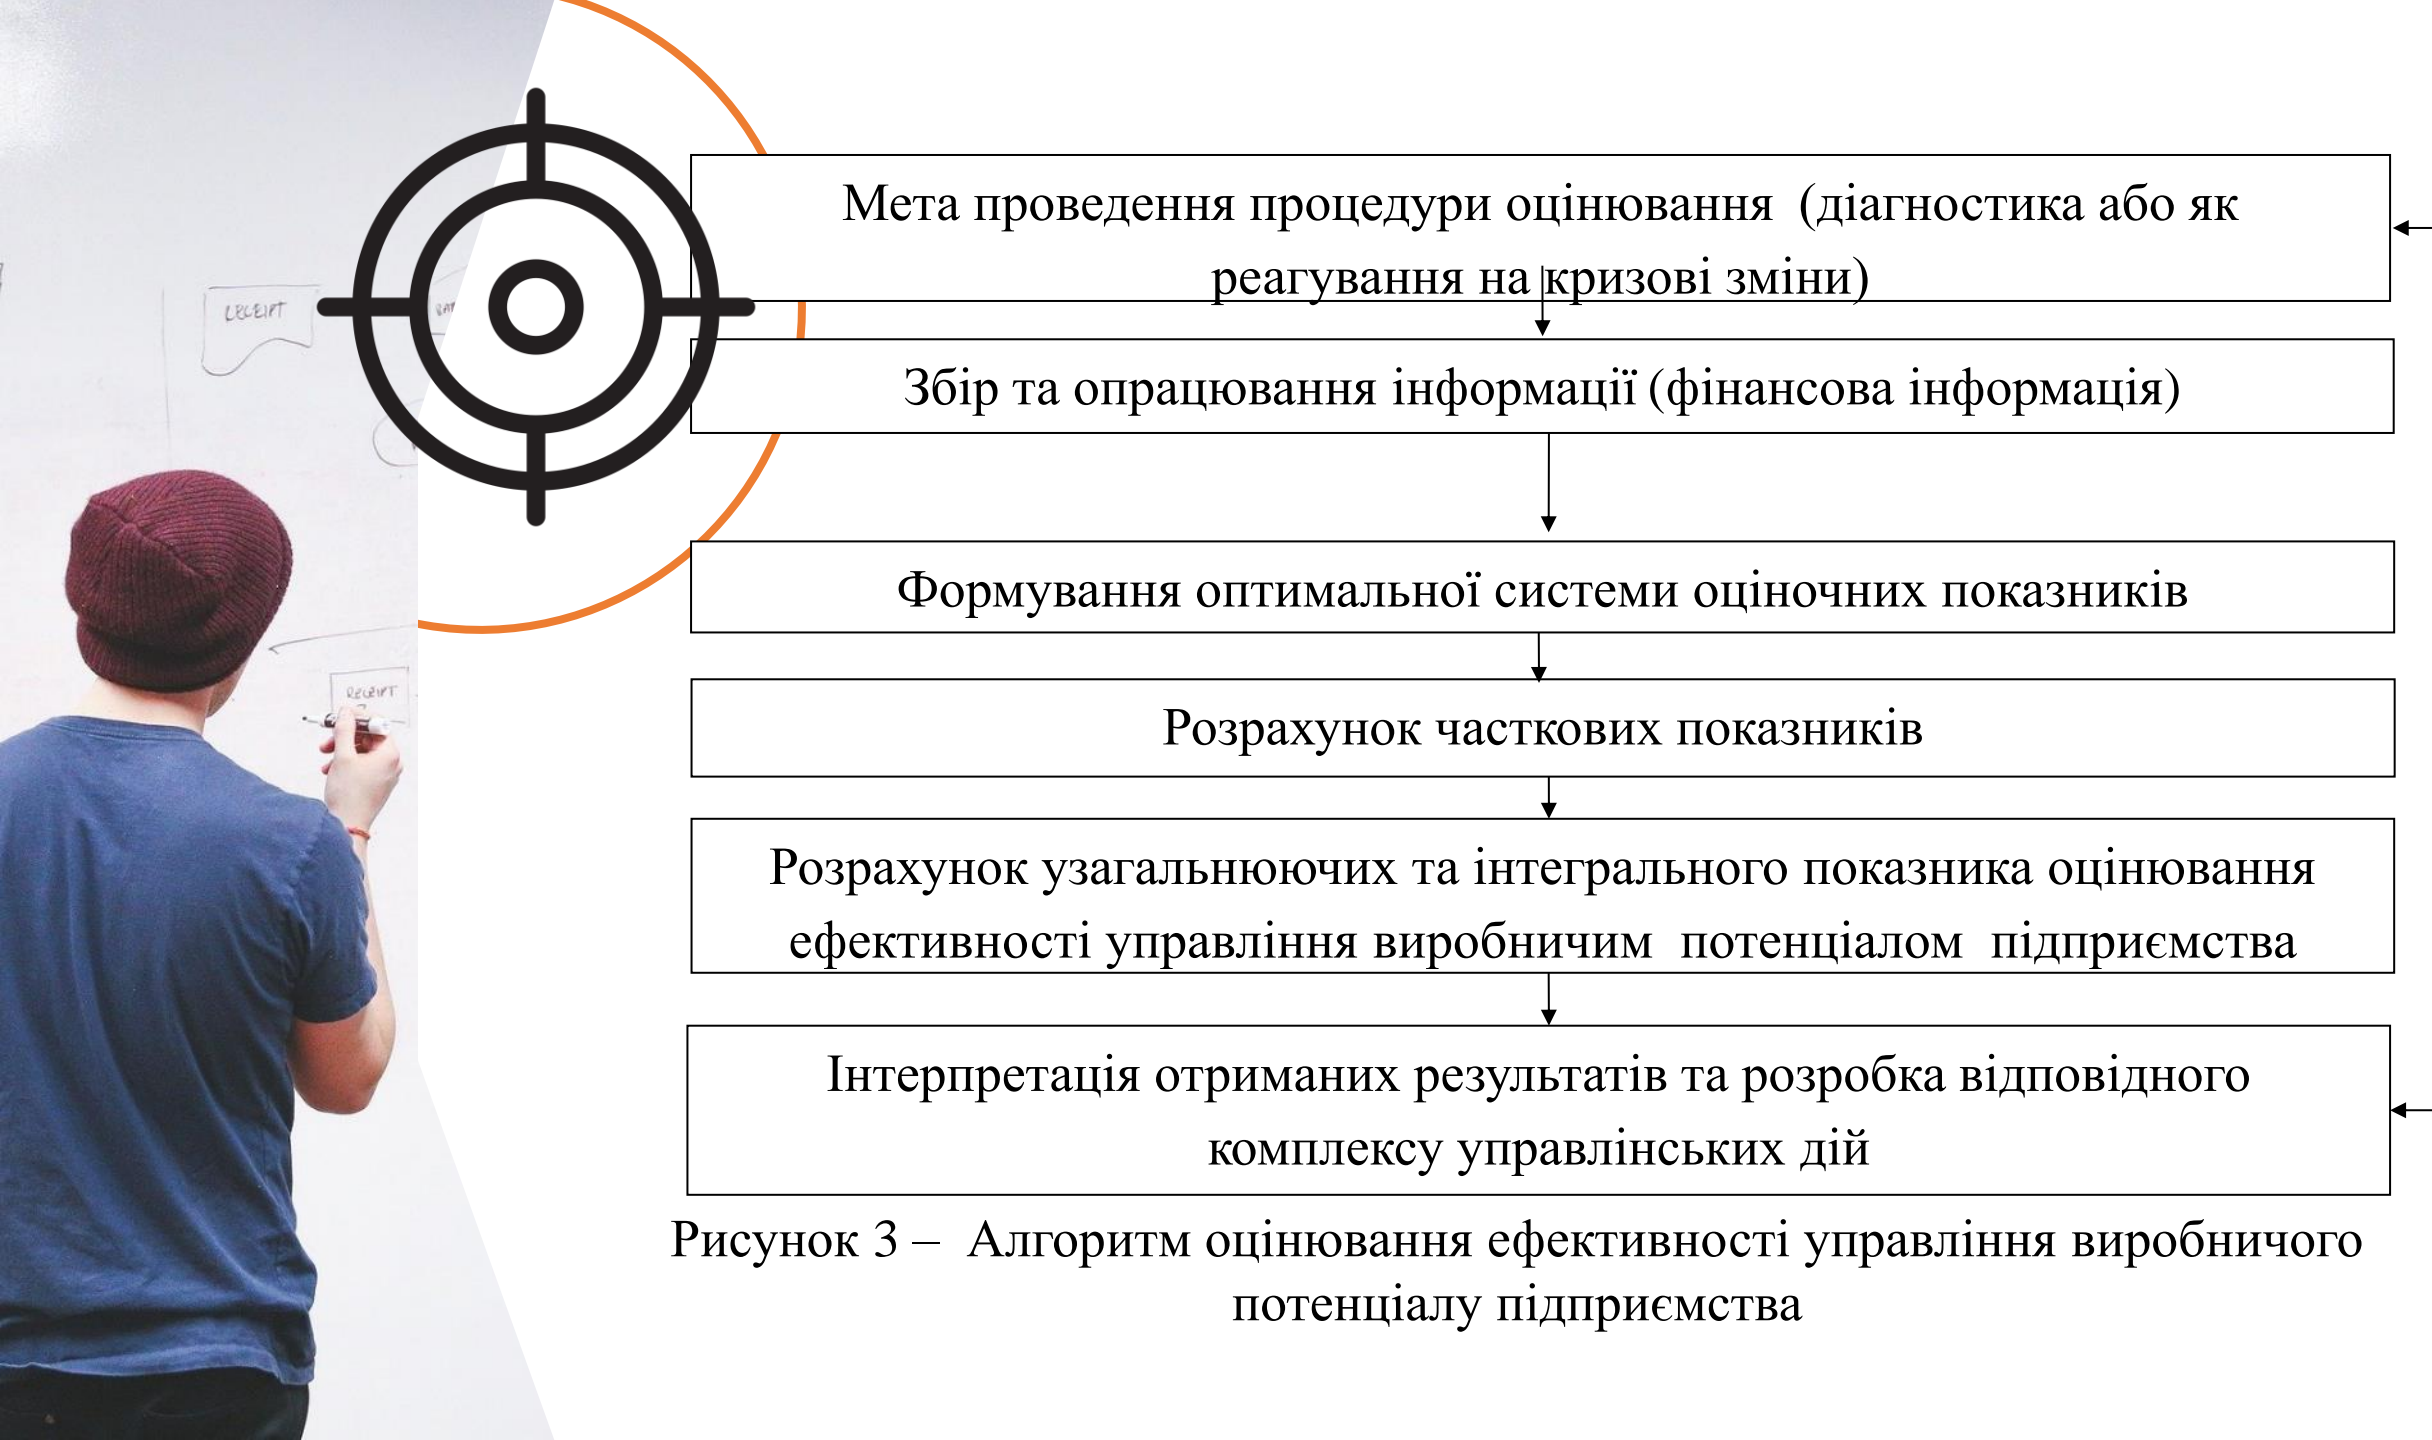 RECEIPT
RECEIPT
Мета проведення процедури оцінювання (діагностика або як
реагування на кризові зміни)
Збір та опрацювання інформації (фінансова інформація)
Формування оптимальної системи оціночних показників
Розрахунок часткових показників
Розрахунок узагальнюючих та інтегрального показника оцінювання
ефективності управління виробничим потенціалом підприємства
Інтерпретація отриманих результатів та розробка відповідного
комплексу управлінських дій
Рисунок 3 – Алгоритм оцінювання ефективності управління виробничого
потенціалу підприємства